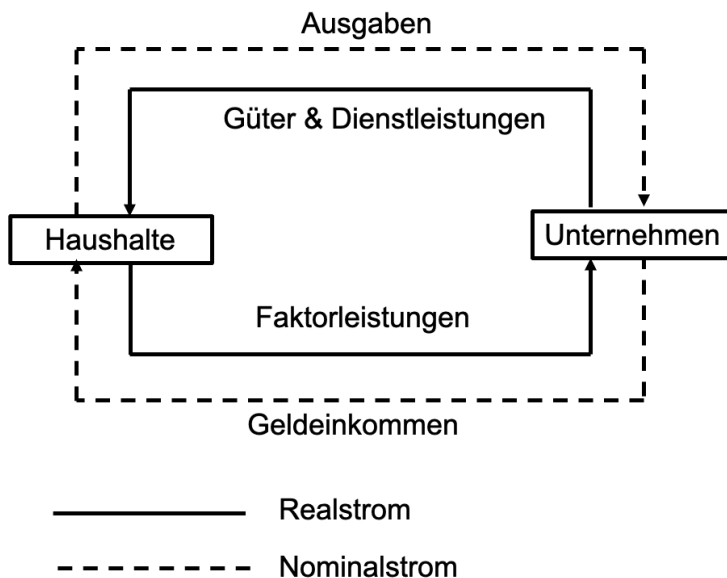 Ausgaben
Güter & Dienstleistungen
Haushalte
Unternehmen
Faktorleistungen
Geldeinkommen
Realstrom
Nominalstrom